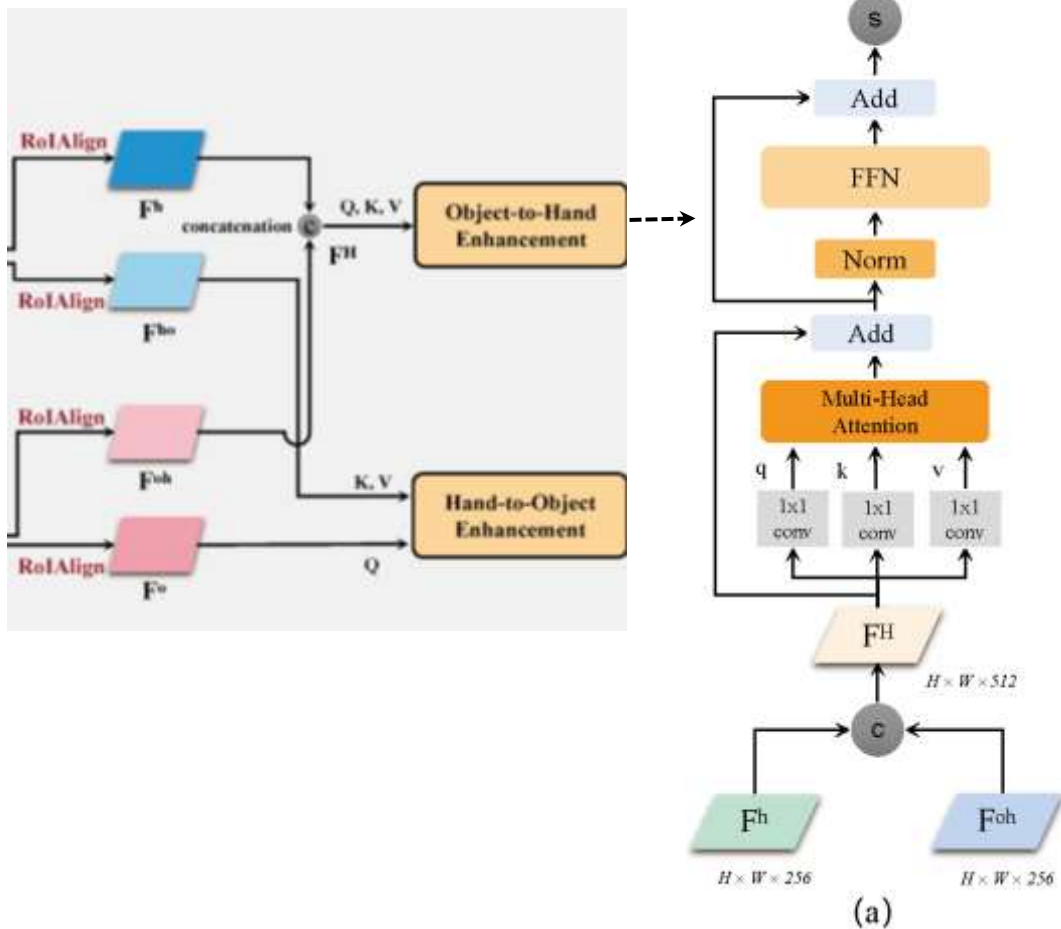 RoIAlign
F^h
concatenation
C
F^H
Q, K, V
Object-to-Hand
Enhancement
RoIAlign
F^ho
RoIAlign
F^oh
K, V
Hand-to-Object
Enhancement
RoIAlign
F^o
Q
S
Add
FFN
Norm
Add
Multi-Head
Attention
q
k
v
1x1
conv
1x1
conv
1x1
conv
F^H
H × W × 512
C
F^h
F^oh
H × W × 256
H × W × 256
(a)